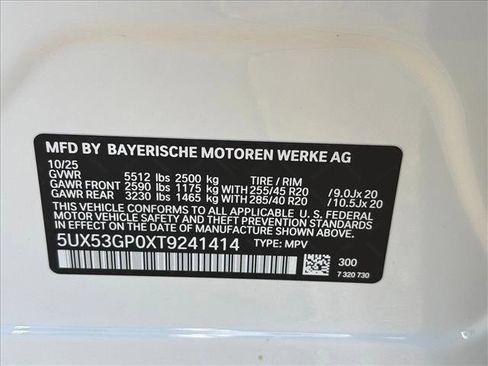 MFD BY BAYERISCHE MOTOREN WERKE AG
10/25
GVWR 5512 lbs 2500 kg TIRE / RIM
GAWR FRONT 2590 lbs 1175 kg WITH 255/45 R20 /9.0Jx 20
GAWR REAR 3230 lbs 1465 kg WITH 285/40 R20 /10.5Jx 20
THIS MPV CONFORMS TO ALL APPLICABLE U. S. FEDERAL
MOTOR VEHICLE SAFETY AND THEFT PREVENTION STANDARDS
IN EFFECT ON THE DATE OF MANUFACTURE SHOWN ABOVE.
5UX53GP0XT9241414 TYPE: MPV
300
7 320 730